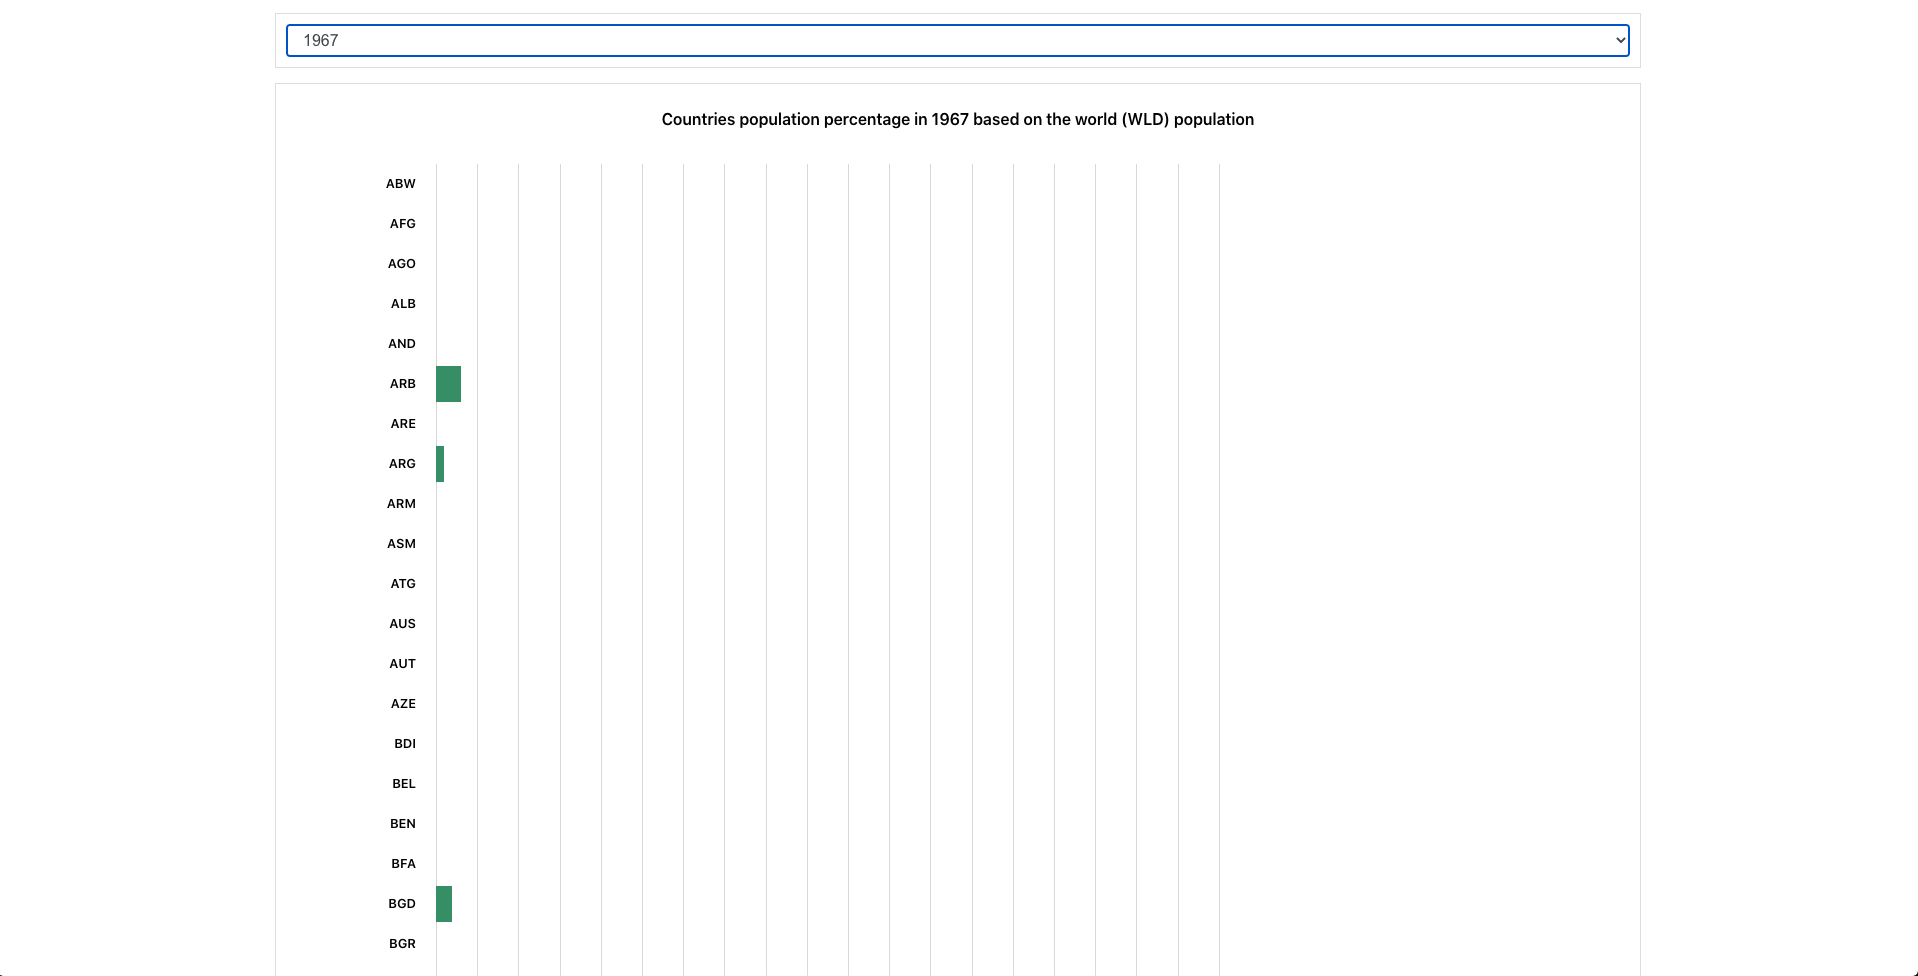 1967
Countries population percentage in 1967 based on the world (WLD) population
ABW
AFG
AGO
ALB
AND
ARB
ARE
ARG
ARM
ASM
ATG
AUS
AUT
AZE
BDI
BEL
BEN
BFA
BGD
BGR